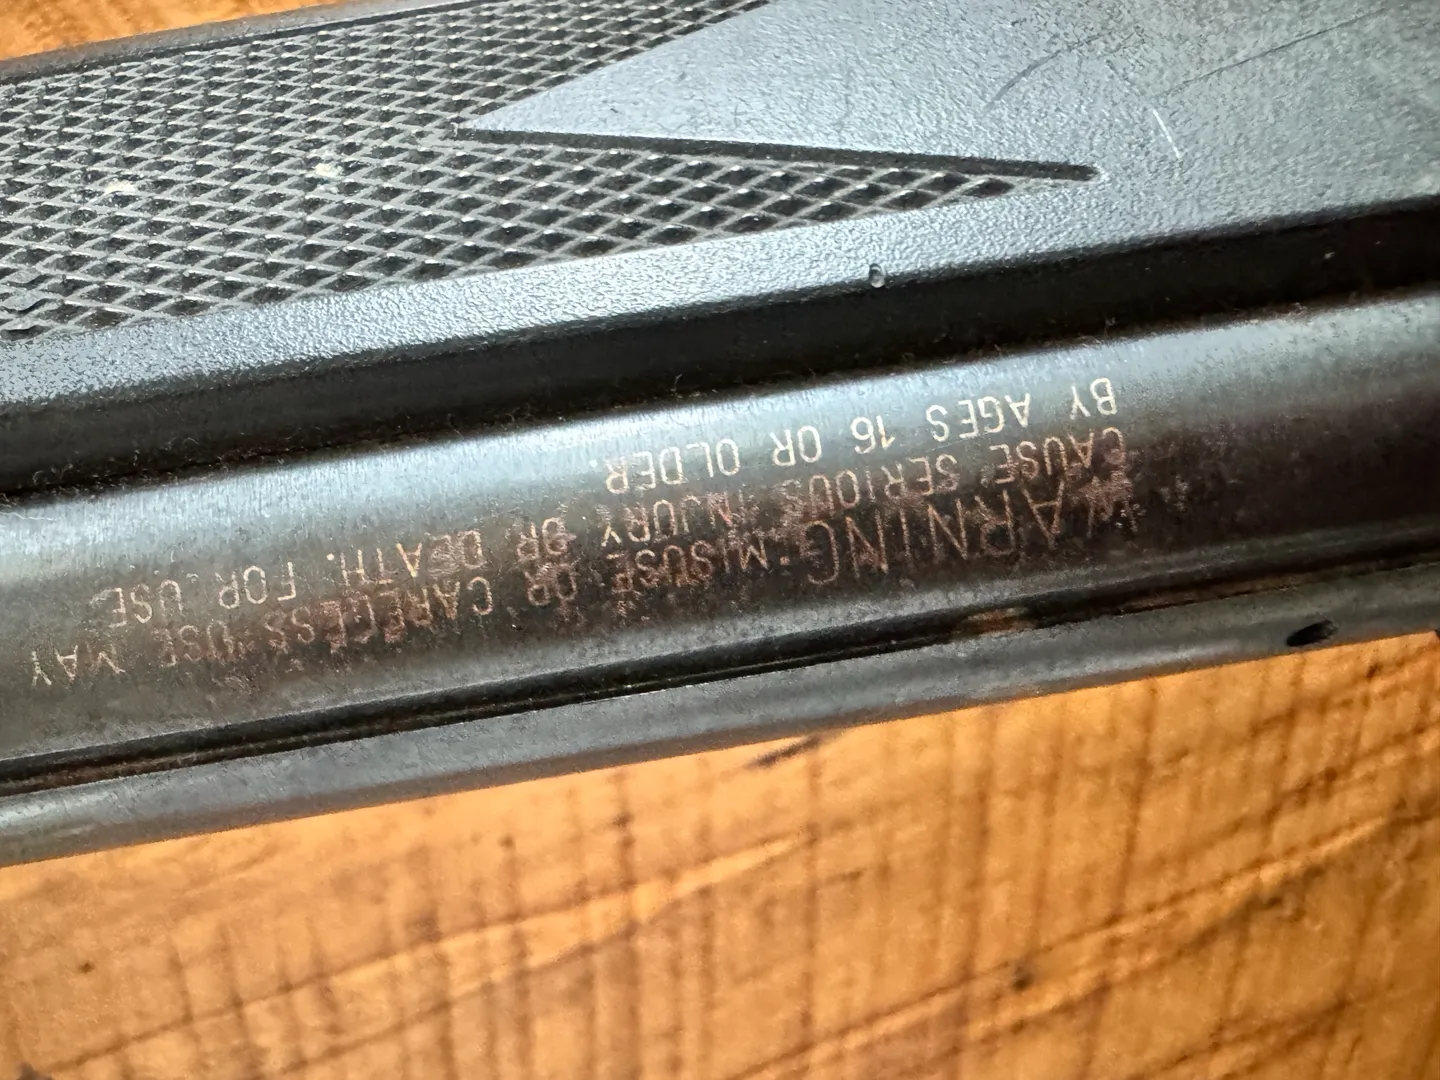 WARNING: MISUSE OR CARELESS USE MAY
CAUSE SERIOUS INJURY OR DEATH. FOR USE
BY AGES 16 OR OLDER.